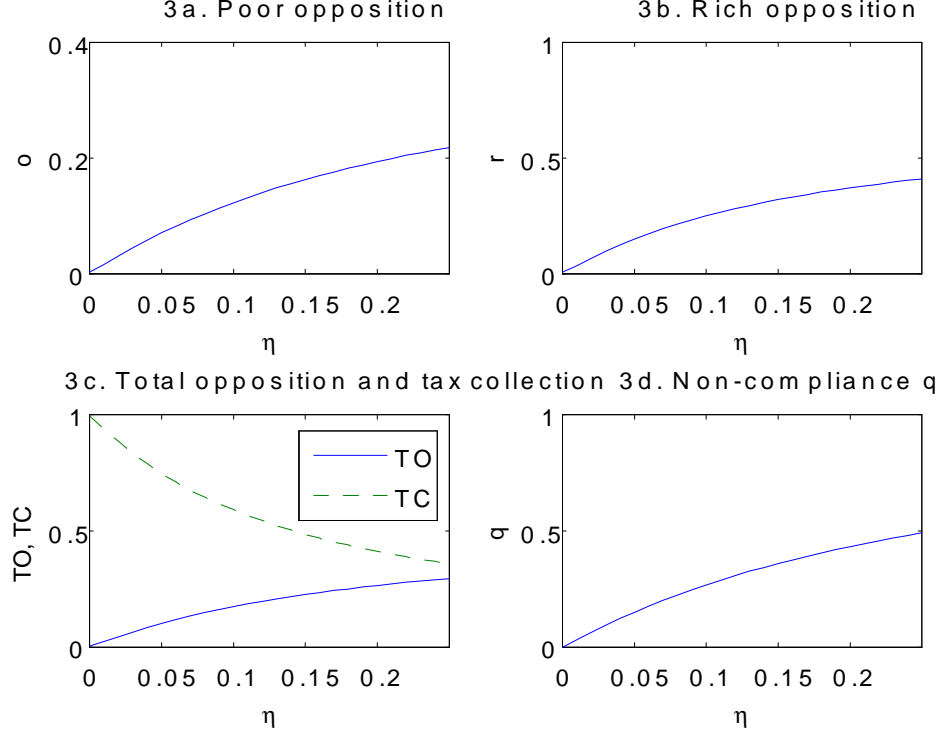 3a. Poor opposition
3b. Rich opposition
0.4
0.2
0
o
0 0.05 0.1 0.15 0.2
η
1
0.5
0
r
0 0.05 0.1 0.15 0.2
η
3c. Total opposition and tax collection
3d. Non-compliance q
1
0.5
0
TO, TC
TO
TC
0 0.05 0.1 0.15 0.2
η
1
0.5
0
q
0 0.05 0.1 0.15 0.2
η